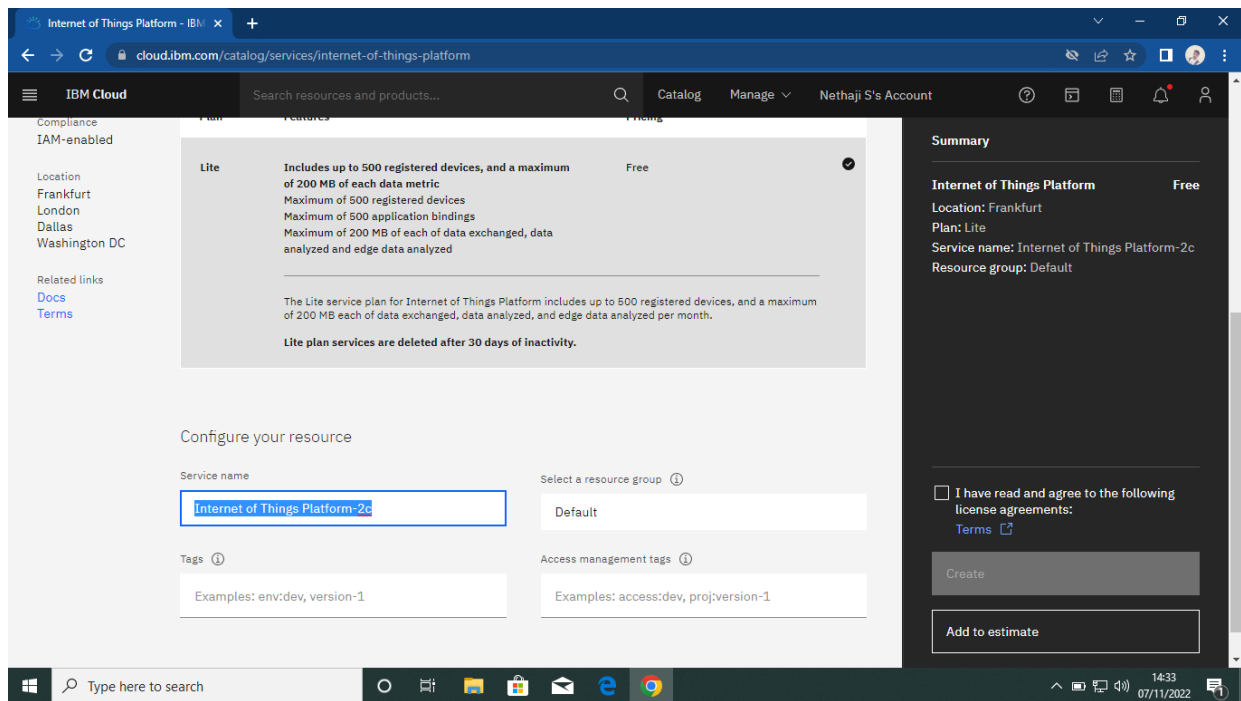 Internet of Things Platform - IBM
cloud.ibm.com/catalog/services/internet-of-things-platform
IBM Cloud
Search resources and products...
Catalog
Manage
Nethaji S's Account
Compliance
IAM-enabled
Location
Frankfurt
London
Dallas
Washington DC
Related links
Docs
Terms
Plan
Features
Pricing
Lite
Includes up to 500 registered devices, and a maximum
of 200 MB of each data metric
Maximum of 500 registered devices
Maximum of 500 application bindings
Maximum of 200 MB of each of data exchanged, data
analyzed and edge data analyzed
Free
The Lite service plan for Internet of Things Platform includes up to 500 registered devices, and a maximum
of 200 MB each of data exchanged, data analyzed, and edge data analyzed per month.
Lite plan services are deleted after 30 days of inactivity.
Configure your resource
Service name
Internet of Things Platform-2c
Select a resource group
Default
Tags
Examples: env:dev, version-1
Access management tags
Examples: access:dev, proj:version-1
Summary
Internet of Things Platform Free
Location: Frankfurt
Plan: Lite
Service name: Internet of Things Platform-2c
Resource group: Default
I have read and agree to the following
license agreements:
Terms
Create
Add to estimate
Type here to search
14:33
07/11/2022
1